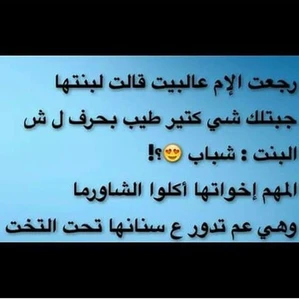 رجعت الإم عالبيت قالت لبنتها
جبتلك شي كتير طيب بحرف ل ش
البنت : شباب 😍؟!
المهم إخواتها أكلوا الشاورما
وهي عم تدور ع سنانها تحت التخت